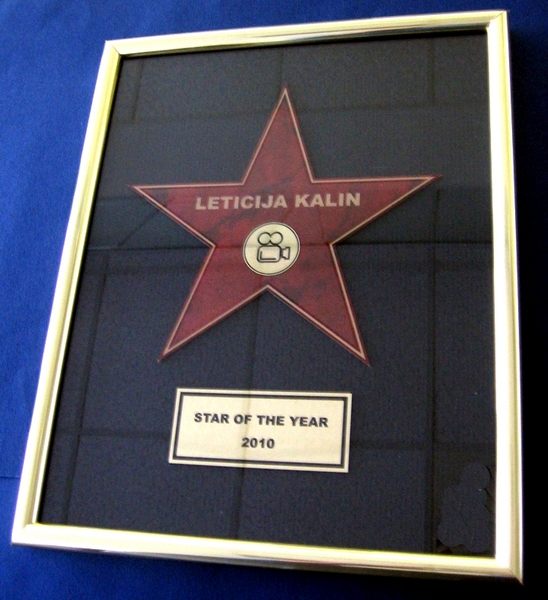 LETICIJA KALIN
STAR OF THE YEAR
2010